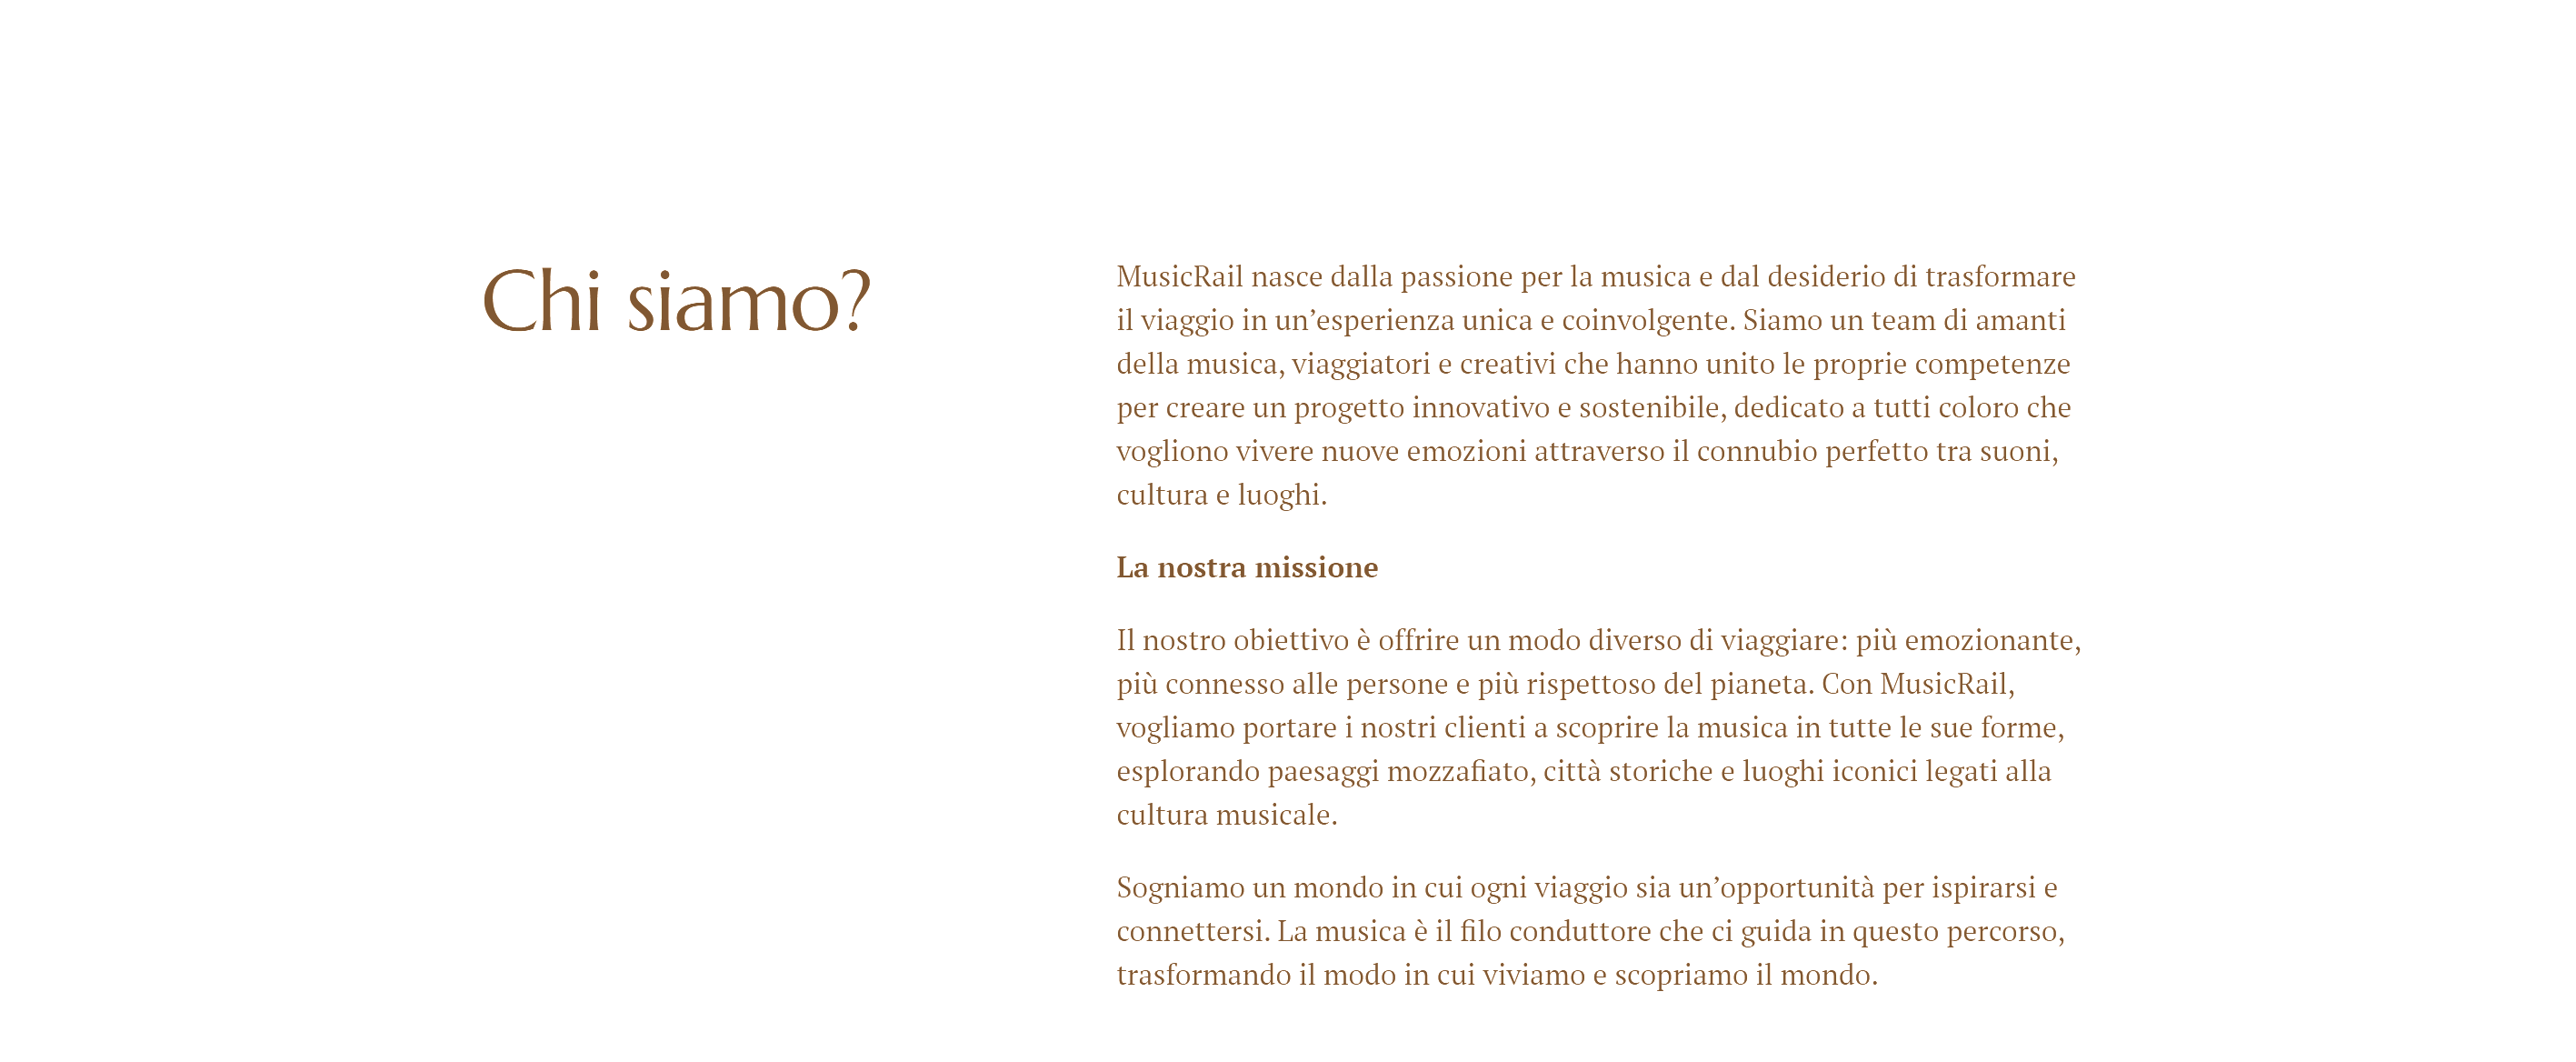 Chi siamo?
MusicRail nasce dalla passione per la musica e dal desiderio di trasformare
il viaggio in un’esperienza unica e coinvolgente. Siamo un team di amanti
della musica, viaggiatori e creativi che hanno unito le proprie competenze
per creare un progetto innovativo e sostenibile, dedicato a tutti coloro che
vogliono vivere nuove emozioni attraverso il connubio perfetto tra suoni,
cultura e luoghi.
La nostra missione
Il nostro obiettivo è offrire un modo diverso di viaggiare: più emozionante,
più connesso alle persone e più rispettoso del pianeta. Con MusicRail,
vogliamo portare i nostri clienti a scoprire la musica in tutte le sue forme,
esplorando paesaggi mozzafiato, città storiche e luoghi iconici legati alla
cultura musicale.
Sogniamo un mondo in cui ogni viaggio sia un’opportunità per ispirarsi e
connettersi. La musica è il filo conduttore che ci guida in questo percorso,
trasformando il modo in cui viviamo e scopriamo il mondo.